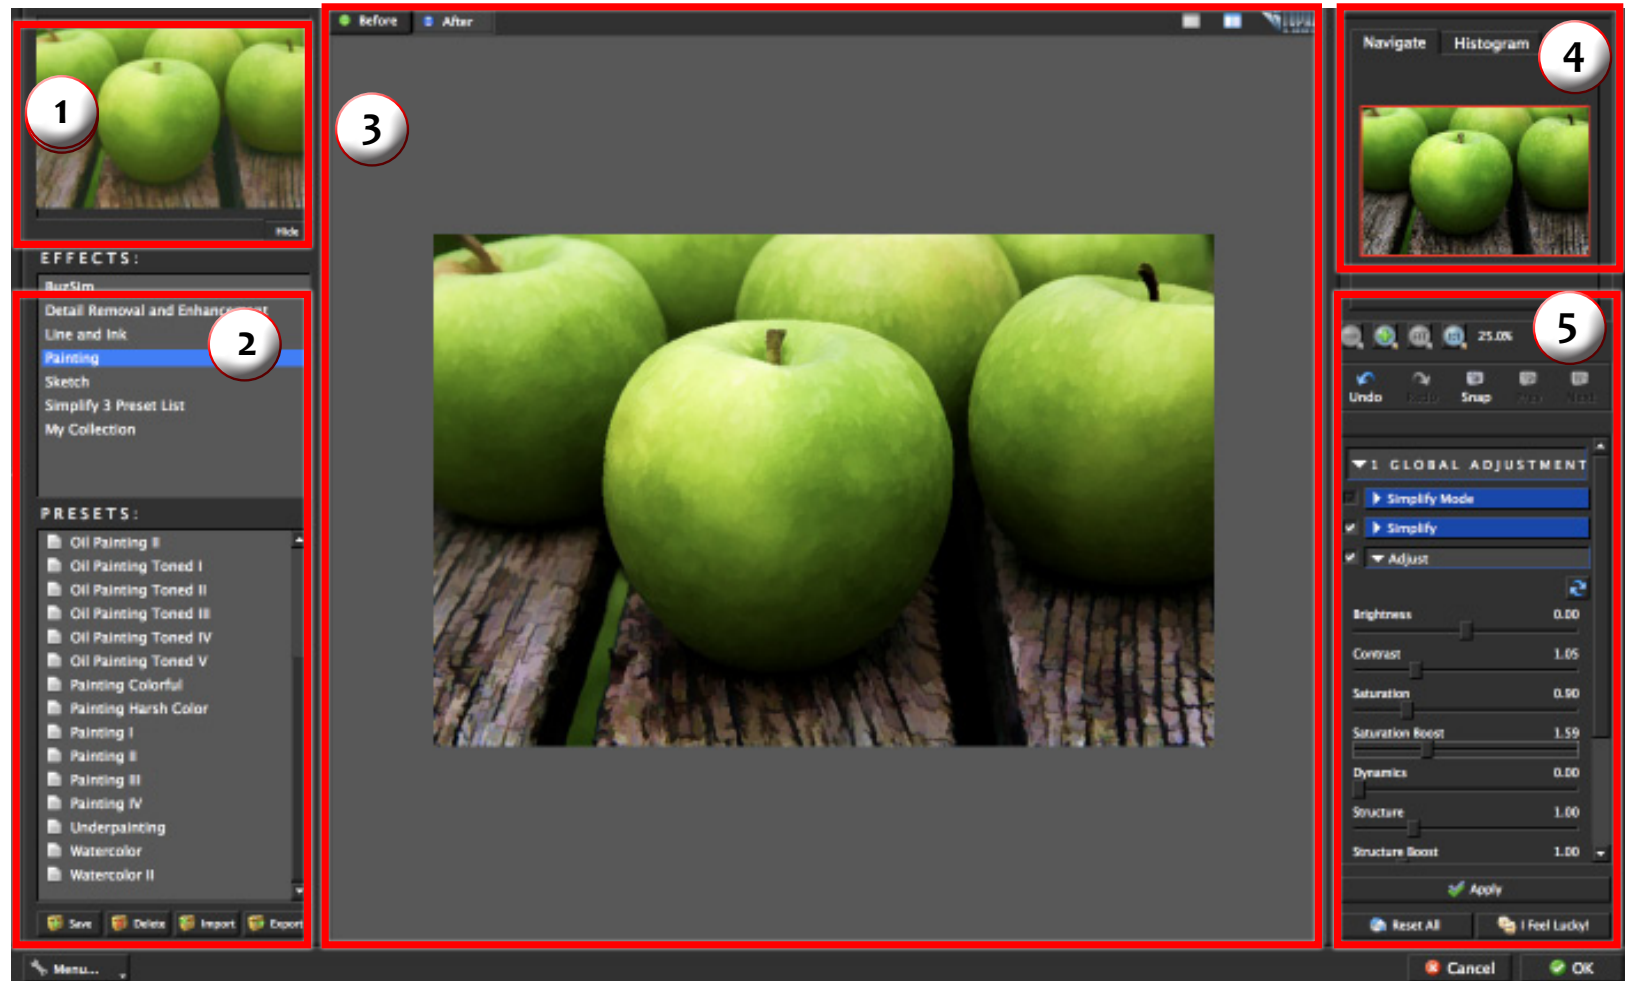 1
Hide
EFFECTS:
BuzSim
Detail Removal and Enhancement
Line and Ink
2
Painting
Sketch
Simplify 3 Preset List
My Collection
PRESETS:
Oil Painting II
Oil Painting Toned I
Oil Painting Toned II
Oil Painting Toned III
Oil Painting Toned IV
Oil Painting Toned V
Painting Colorful
Painting Harsh Color
Painting I
Painting II
Painting III
Painting IV
Underpainting
Watercolor
Watercolor II
Save Delete Import Export
Menu...
Before After
3
Navigate Histogram
4
5
25.0%
Undo Redo Snap Prev Next
1 GLOBAL ADJUSTMENT
Simplify Mode
Simplify
Adjust
Brightness 0.00
Contrast 1.05
Saturation 0.90
Saturation Boost 1.59
Dynamics 0.00
Structure 1.00
Structure Boost 1.00
Apply
Reset All I Feel Lucky!
Cancel OK